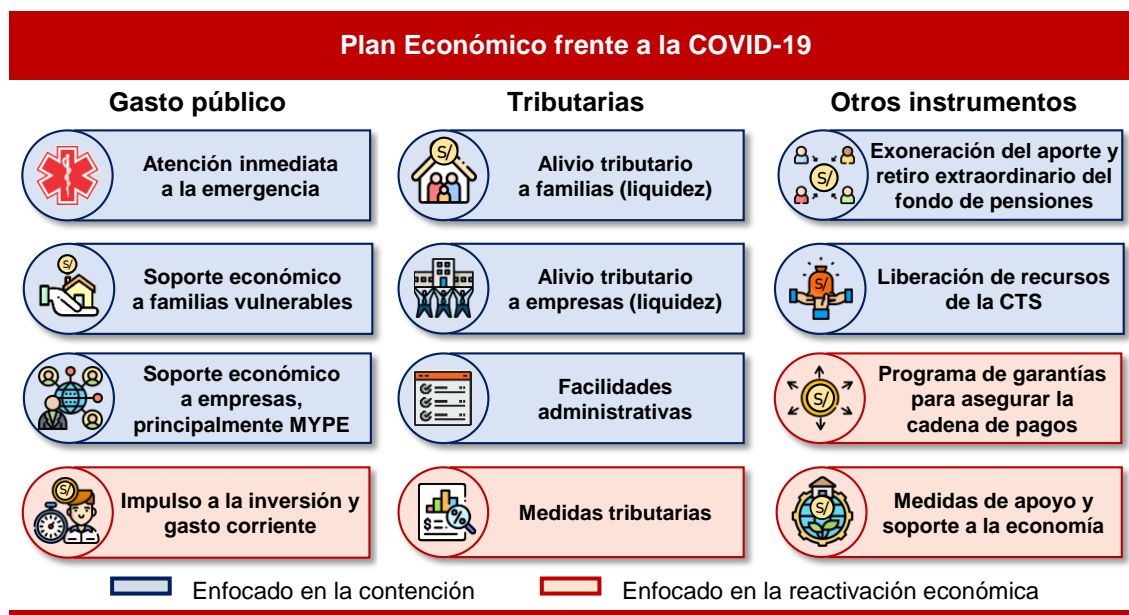 Plan Económico frente a la COVID-19
Gasto público
Atención inmediata
a la emergencia
S/
Soporte económico
a familias vulnerables
Soporte económico
a empresas,
principalmente MYPE
S/
Impulso a la inversión y
gasto corriente
Tributarias
S/
Alivio tributario
a familias (liquidez)
Alivio tributario
a empresas (liquidez)
Facilidades
administrativas
$
%
Medidas tributarias
Otros instrumentos
S/
Exoneración del aporte y
retiro extraordinario del
fondo de pensiones
S/
Liberación de recursos
de la CTS
S/
Programa de garantías
para asegurar la
cadena de pagos
S/
Medidas de apoyo y
soporte a la economía
Enfocado en la contención
Enfocado en la reactivación económica